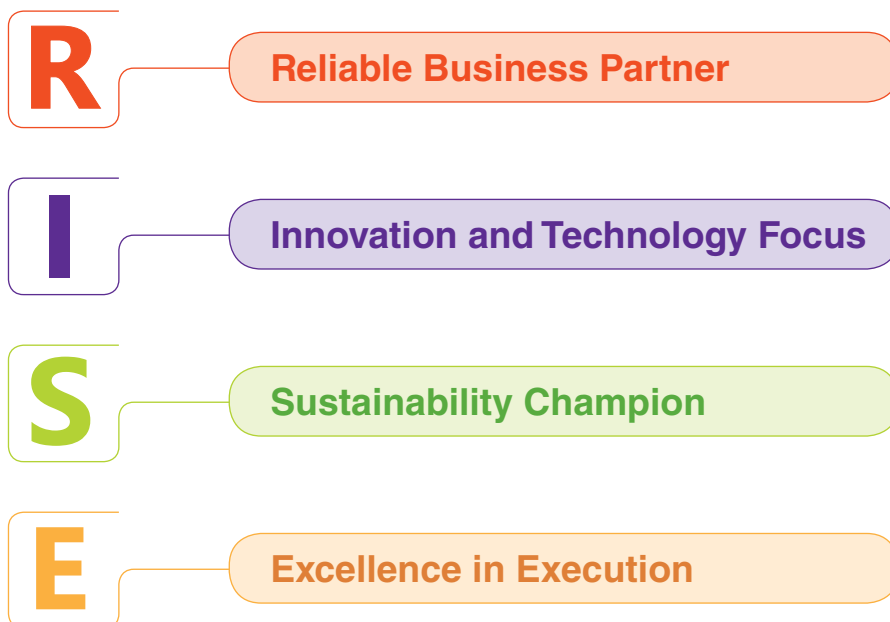 R
Reliable Business Partner
I
Innovation and Technology Focus
S
Sustainability Champion
E
Excellence in Execution